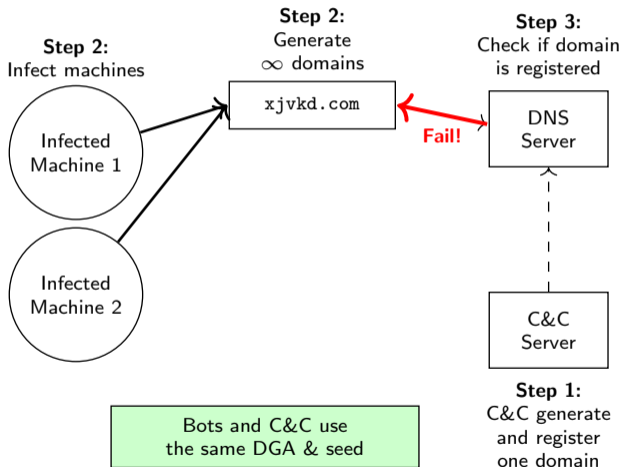 Step 2:
Infect machines
Infected
Machine 1
Infected
Machine 2
Step 2:
Generate
∞ domains
xjvkd.com
Fail!
Step 3:
Check if domain
is registered
DNS
Server
C&C
Server
Step 1:
C&C generate
and register
one domain
Bots and C&C use
the same DGA & seed